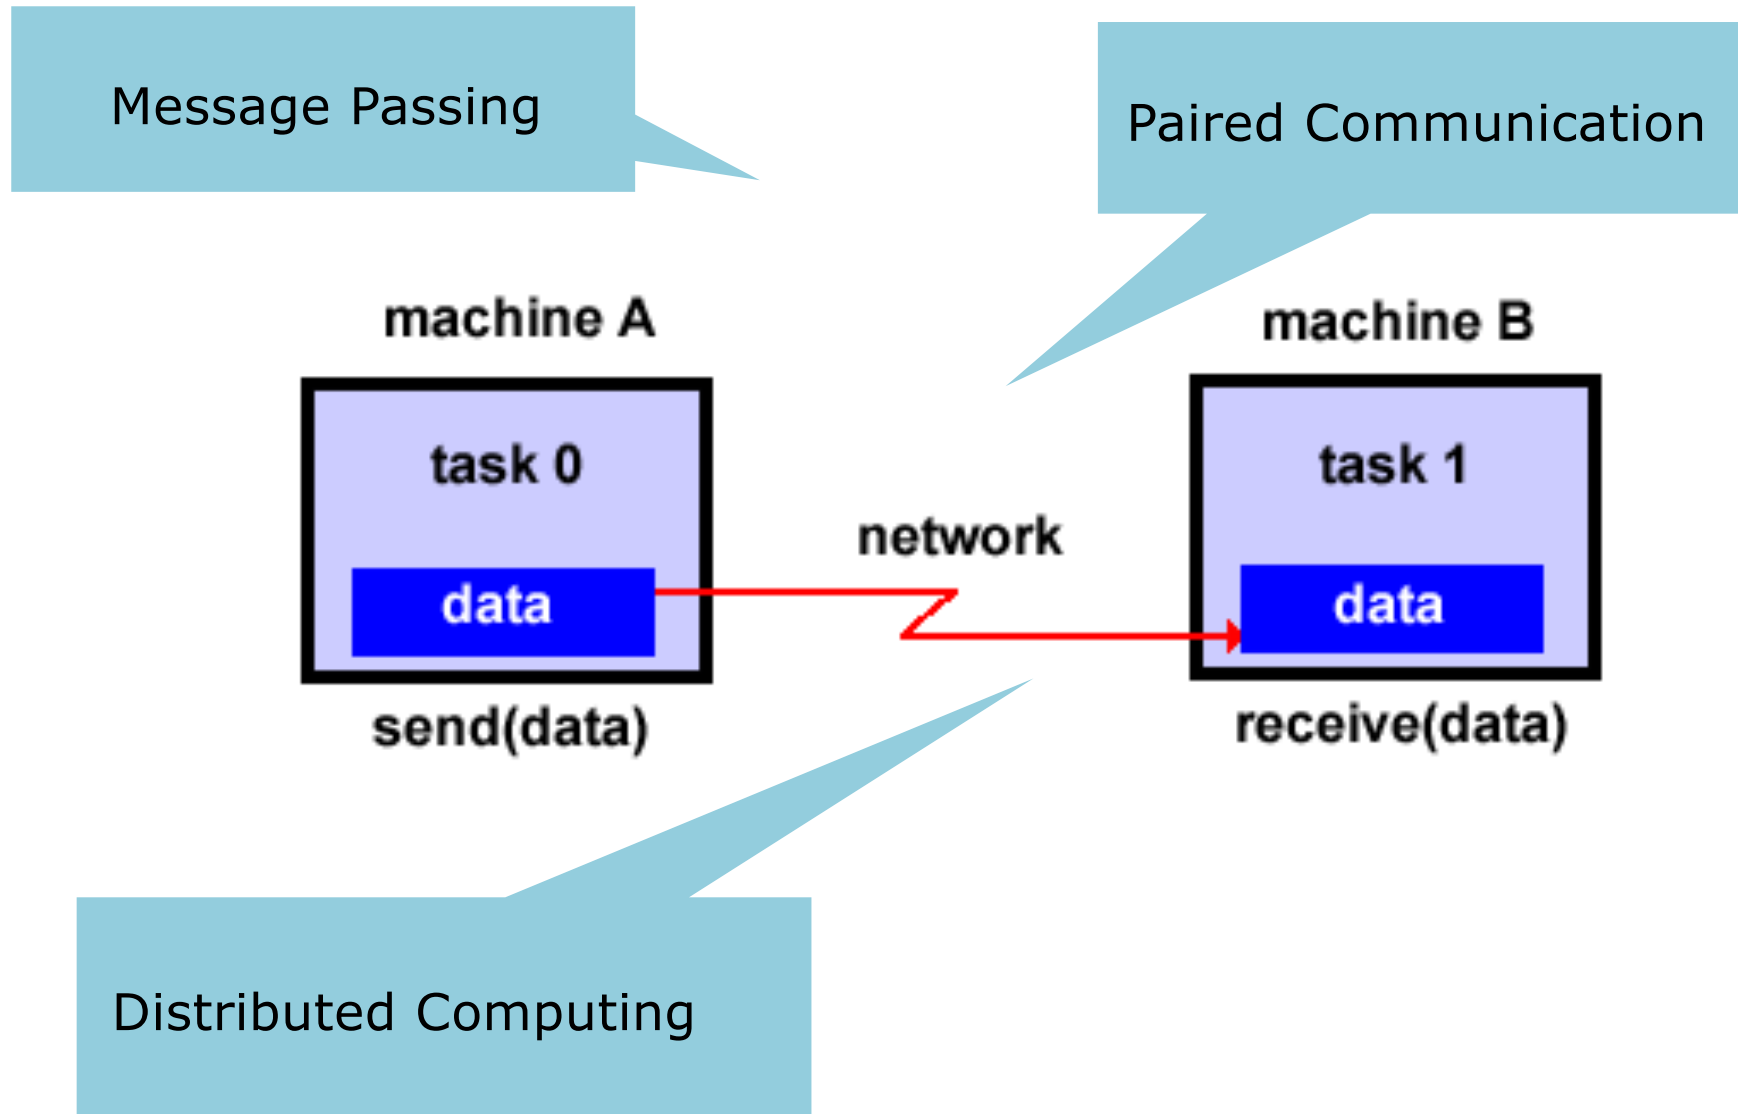 Message Passing
Paired Communication
machine A
machine B
task 0
task 1
network
data
data
send(data)
receive(data)
Distributed Computing